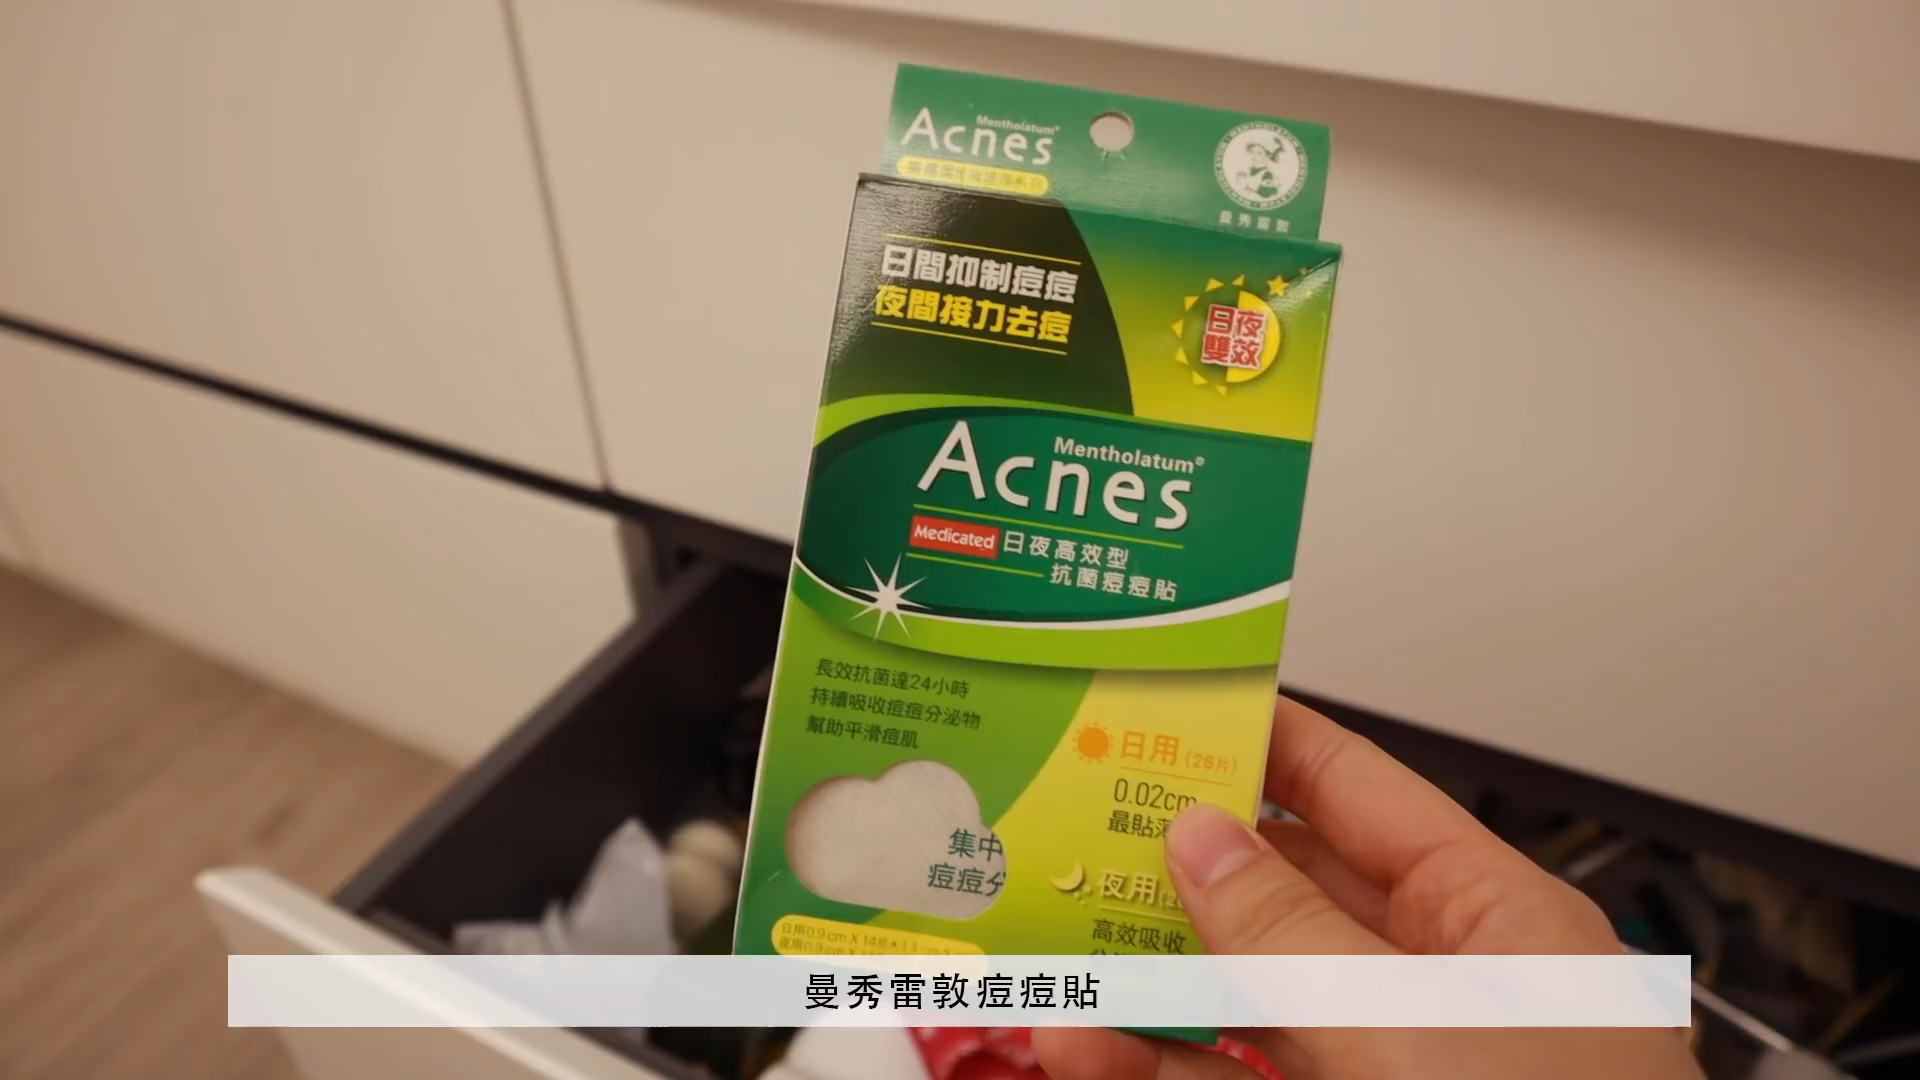 Mentholatum®
Acnes
曼秀雷敦
日間抑制痘痘
夜間接力去痘
日夜
雙效
Mentholatum®
Acnes
Medicated 日夜高效型
抗菌痘痘貼
長效抗菌達24小時
持續吸收痘痘分泌物
幫助平滑痘肌
日用(26片)
0.02cm
最貼
集中
痘痘分
夜用
高效吸收
曼秀雷敦痘痘貼